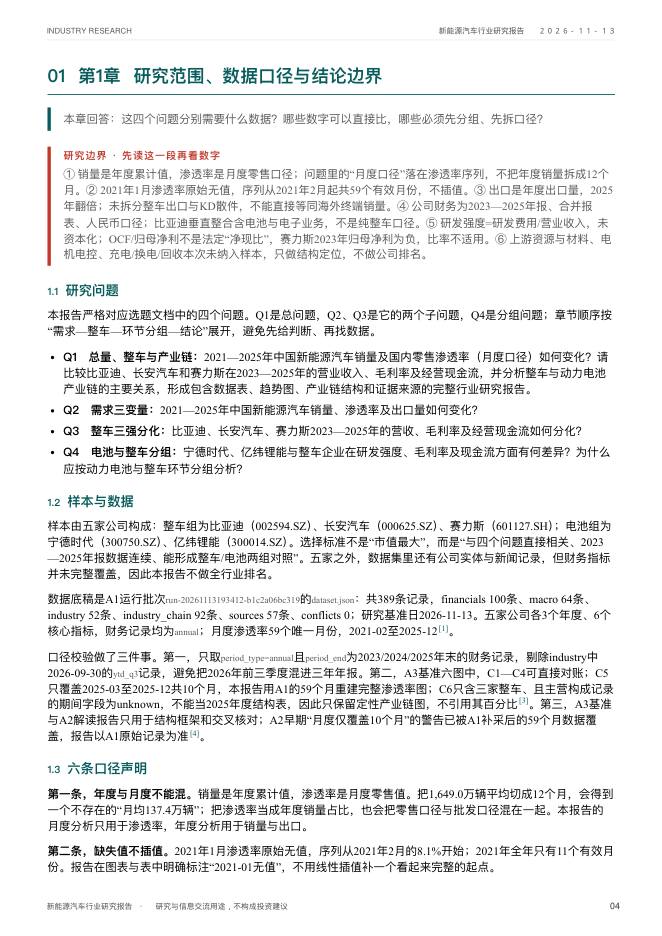 INDUSTRY RESEARCH
新能源汽车行业研究报告 2026-11-13
01 第1章 研究范围、数据口径与结论边界
本章回答：这四个问题分别需要什么数据？哪些数字可以直接比，哪些必须先分组、先拆口径？
研究边界 · 先读这一段再看数字
① 销量是年度累计值，渗透率是月度零售口径；问题里的“月度口径”落在渗透率序列，不把年度销量拆成12个
月。② 2021年1月渗透率原始无值，序列从2021年2月起共59个有效月份，不插值。③ 出口是年度出口量，2025
年翻倍；未拆分整车出口与KD散件，不能直接等同海外终端销量。④ 公司财务为2023—2025年报、合并报
表、人民币口径；比亚迪垂直整合含电池与电子业务，不是纯整车口径。⑤ 研发强度=研发费用/营业收入，未
资本化；OCF/归母净利不是法定“净现比”，赛力斯2023年归母净利为负，比率不适用。⑥ 上游资源与材料、电
机电控、充电/换电/回收本次未纳入样本，只做结构定位，不做公司排名。
1.1 研究问题
本报告严格对应选题文档中的四个问题。Q1是总问题，Q2、Q3是它的两个子问题，Q4是分组问题；章节顺序按
“需求—整车—环节分组—结论”展开，避免先给判断、再找数据。
• Q1 总量、整车与产业链：2021—2025年中国新能源汽车销量及国内零售渗透率（月度口径）如何变化？请
比较比亚迪、长安汽车和赛力斯在2023—2025年的营业收入、毛利率及经营现金流，并分析整车与动力电池
产业链的主要关系，形成包含数据表、趋势图、产业链结构和证据来源的完整行业研究报告。
• Q2 需求三变量：2021—2025年中国新能源汽车销量、渗透率及出口量如何变化？
• Q3 整车三强分化：比亚迪、长安汽车、赛力斯2023—2025年的营收、毛利率及经营现金流如何分化？
• Q4 电池与整车分组：宁德时代、亿纬锂能与整车企业在研发强度、毛利率及现金流方面有何差异？为什么
应按动力电池与整车环节分组分析？
1.2 样本与数据
样本由五家公司构成：整车组为比亚迪（002594.SZ）、长安汽车（000625.SZ）、赛力斯（601127.SH）；电池组为
宁德时代（300750.SZ）、亿纬锂能（300014.SZ）。选择标准不是“市值最大”，而是“与四个问题直接相关、2023
—2025年报数据连续、能形成整车/电池两组对照”。五家之外，数据集里还有公司实体与新闻记录，但财务指标
并未完整覆盖，因此本报告不做全行业排名。
数据底稿是A1运行批次run-20261113193412-b1c2a06bc319的dataset.json：共389条记录，financials 100条、macro 64条、
industry 52条、industry_chain 92条、sources 57条、conflicts 0；研究基准日2026-11-13。五家公司各3个年度、6个
核心指标，财务记录均为annual；月度渗透率59个唯一月份，2021-02至2025-12[1]。
口径校验做了三件事。第一，只取period_type=annual且period_end为2023/2024/2025年末的财务记录，剔除industry中
2026-09-30的ytd_q3记录，避免把2026年前三季度混进三年年报。第二，A3基准六图中，C1—C4可直接对账；C5
只覆盖2025-03至2025-12共10个月，本报告用A1的59个月重建完整渗透率图；C6只含三家整车、且主营构成记录
的期间字段为unknown，不能当2025年度结构表，因此只保留定性产业链图，不引用其百分比[3]。第三，A3基准
与A2解读报告只用于结构框架和交叉核对；A2早期“月度仅覆盖10个月”的警告已被A1补采后的59个月数据覆
盖，报告以A1原始记录为准[4]。
1.3 六条口径声明
第一条，年度与月度不能混。销量是年度累计值，渗透率是月度零售值。把1,649.0万辆平均切成12个月，会得到
一个不存在的“月均137.4万辆”；把渗透率当成年度销量占比，也会把零售口径与批发口径混在一起。本报告的
月度分析只用于渗透率，年度分析用于销量与出口。
第二条，缺失值不插值。2021年1月渗透率原始无值，序列从2021年2月的8.1%开始；2021年全年只有11个有效月
份。报告在图表与表中明确标注“2021-01无值”，不用线性插值补一个看起来完整的起点。
新能源汽车行业研究报告 · 研究与信息交流用途，不构成投资建议
04